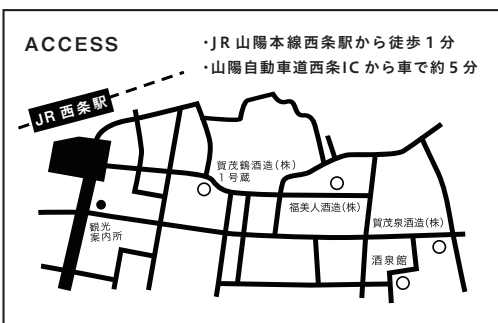 ACCESS
・JR山陽本線西条駅から徒歩1分
・山陽自動車道西条ICから車で約5分
JR西条駅
賀茂鶴酒造(株)
1号蔵
福美人酒造(株)
賀茂泉酒造(株)
観光
案内所
酒泉館